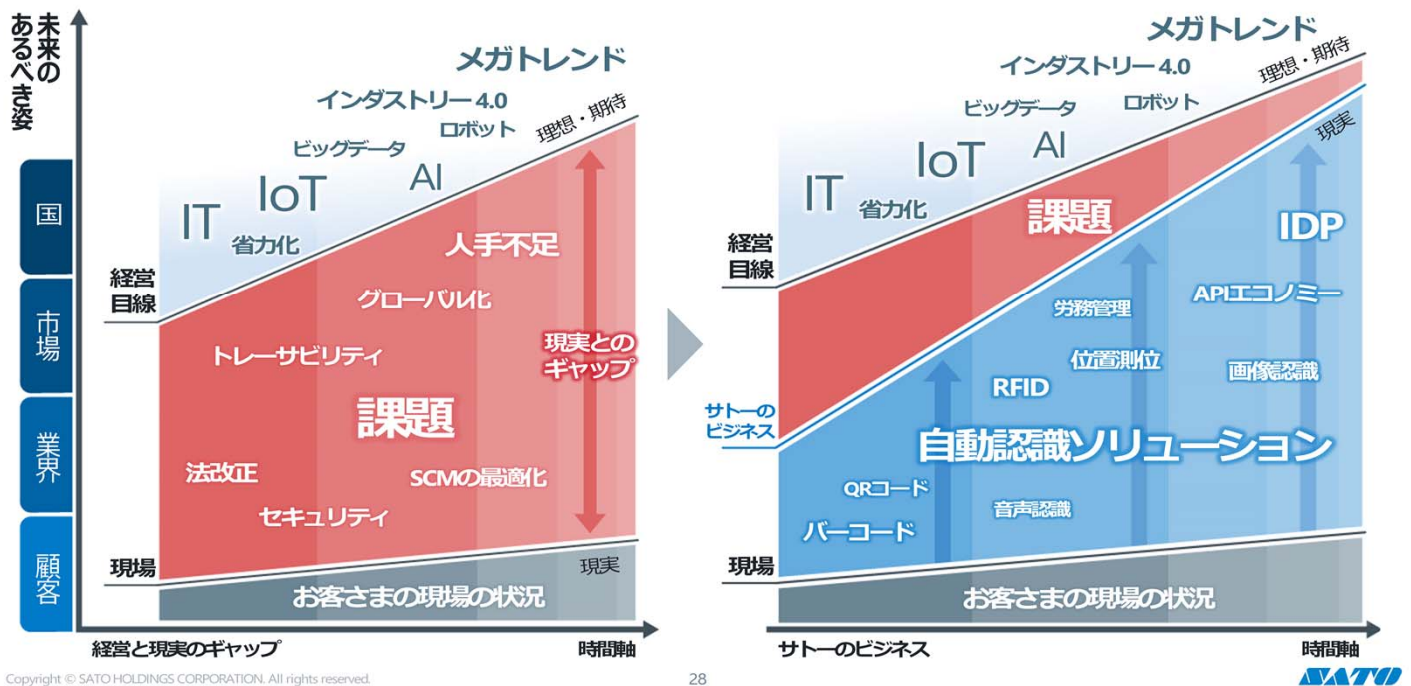 未来の
あるべき姿
国
市場
業界
顧客
メガトレンド
インダストリー4.0
ロボット
ビッグデータ
理想・期待
AI
IoT
IT
省力化
経営
目線
人手不足
グローバル化
トレーサビリティ
現実との
ギャップ
課題
法改正
SCMの最適化
セキュリティ
現場
現実
お客さまの現場の状況
経営と現実のギャップ
時間軸
メガトレンド
インダストリー4.0
理想・期待
ロボット
ビッグデータ
AI
IoT
IT
省力化
現実
経営
目線
課題
IDP
APIエコノミー
労務管理
位置測位
画像認識
RFID
サトーの
ビジネス
自動認識ソリューション
QRコード
音声認識
バーコード
現場
お客さまの現場の状況
サトーのビジネス
時間軸
Copyright © SATO HOLDINGS CORPORATION. All rights reserved.
28
SATO